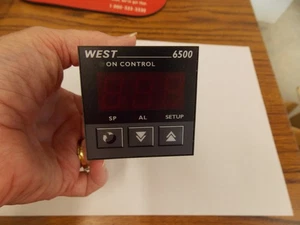 WEST 6500
ON CONTROL
SP AL SETUP